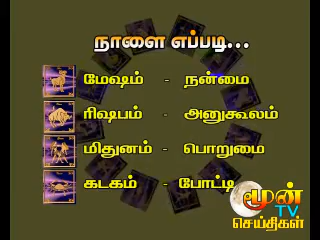 நாளை எப்படி...
மேஷம் - நன்மை
ரிஷபம் - அனுகூலம்
மிதுனம் - பொறுமை
கடகம் - போட்டி
மூன்
TV
செய்திகள்